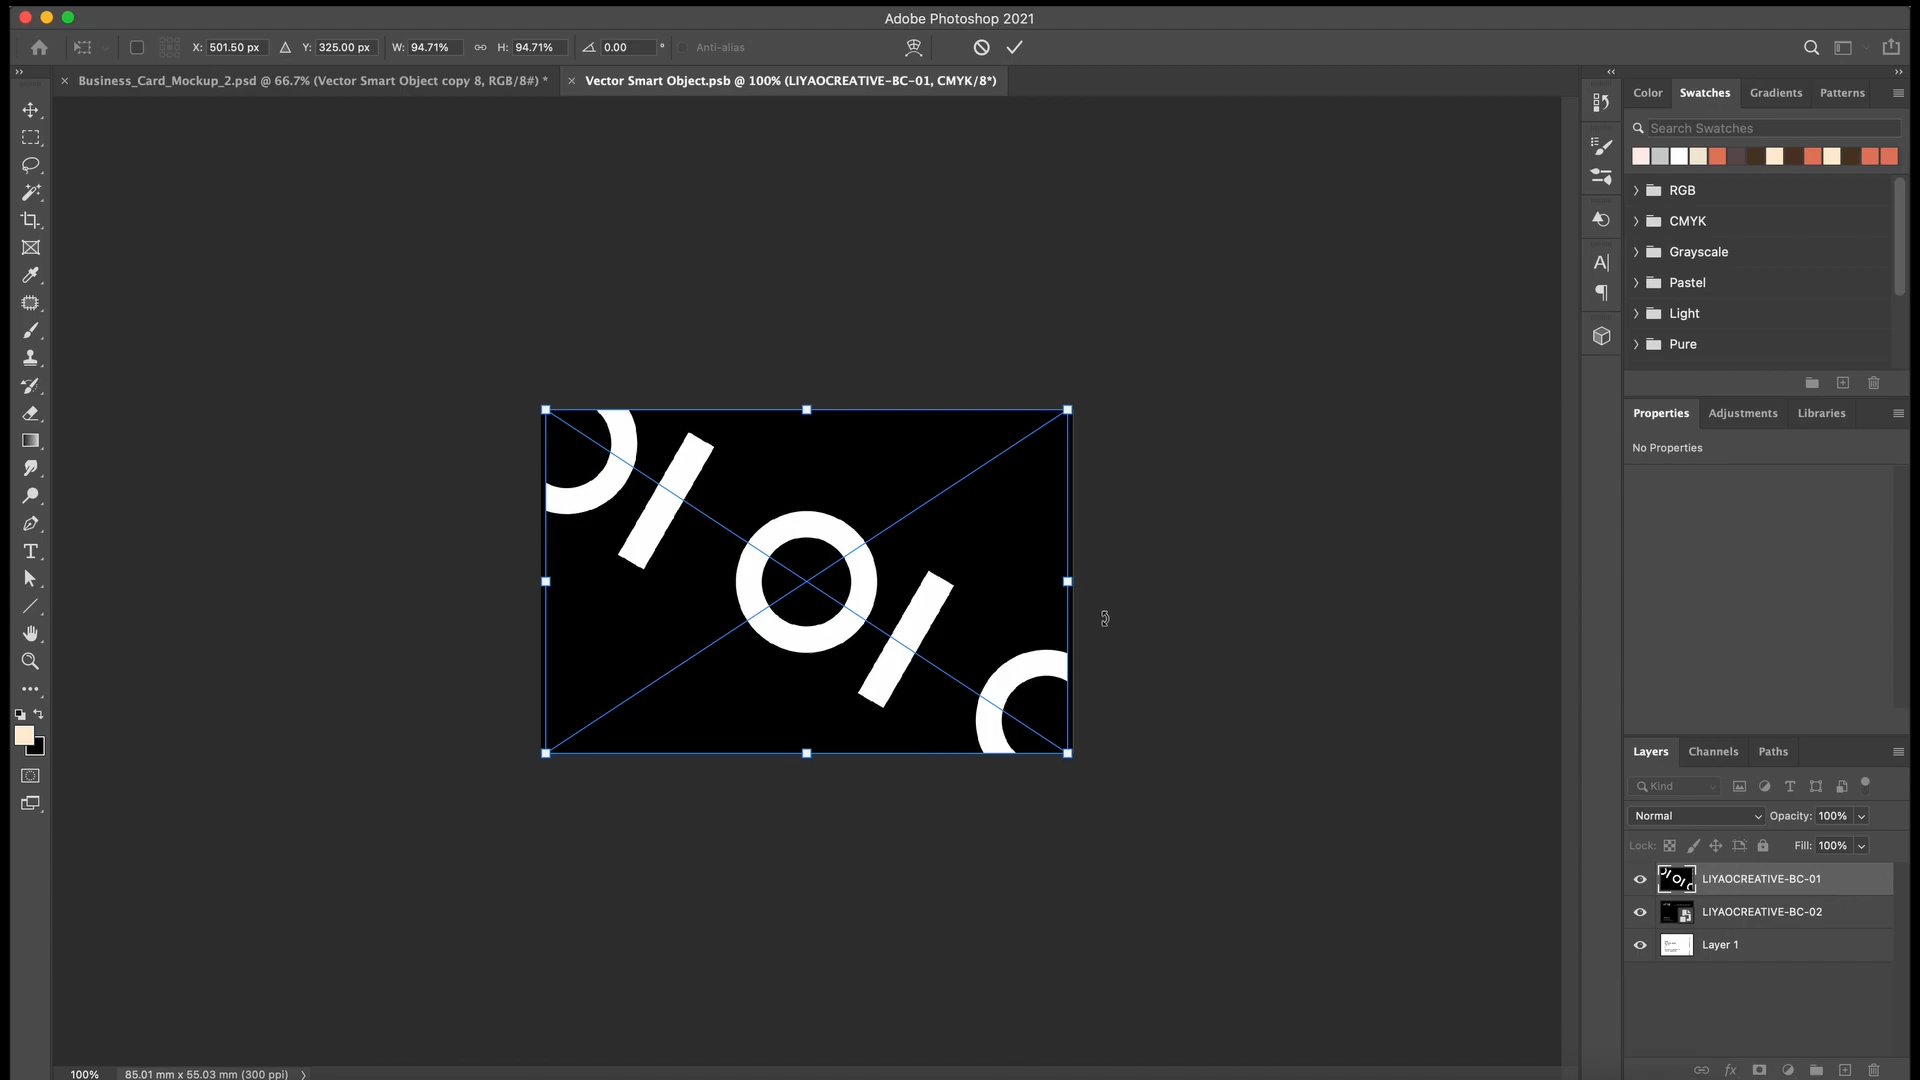 Adobe Photoshop 2021
X: 501.50 px Y: 325.00 px W: 94.71% H: 94.71% 0.00 ° Anti-alias
Business_Card_Mockup_2.psd @ 66.7% (Vector Smart Object copy 8, RGB/8#) *
Vector Smart Object.psb @ 100% (LIYAOCREATIVE-BC-01, CMYK/8*)
Color Swatches Gradients Patterns
Search Swatches
RGB
CMYK
Grayscale
Pastel
Light
Pure
Properties Adjustments Libraries
No Properties
Layers Channels Paths
Kind
Normal Opacity: 100%
Lock: Fill: 100%
LIYAOCREATIVE-BC-01
LIYAOCREATIVE-BC-02
Layer 1
100% 85.01 mm x 55.03 mm (300 ppi)